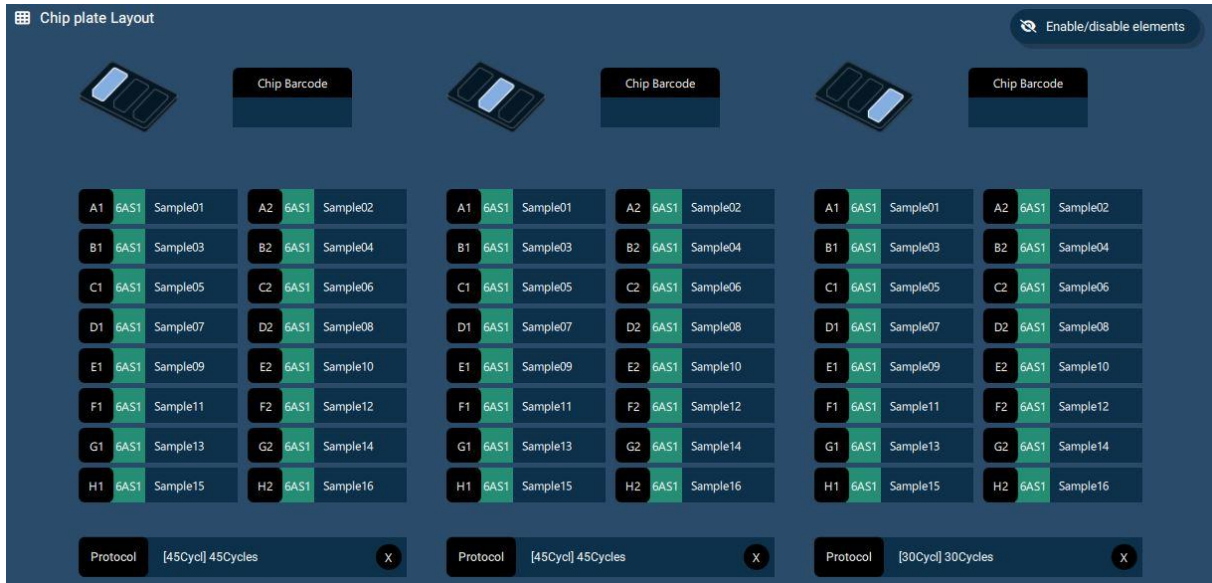 Chip plate Layout
Enable/disable elements
Chip Barcode Chip Barcode Chip Barcode
A1 6AS1 Sample01 A2 6AS1 Sample02 A1 6AS1 Sample01 A2 6AS1 Sample02 A1 6AS1 Sample01 A2 6AS1 Sample02
B1 6AS1 Sample03 B2 6AS1 Sample04 B1 6AS1 Sample03 B2 6AS1 Sample04 B1 6AS1 Sample03 B2 6AS1 Sample04
C1 6AS1 Sample05 C2 6AS1 Sample06 C1 6AS1 Sample05 C2 6AS1 Sample06 C1 6AS1 Sample05 C2 6AS1 Sample06
D1 6AS1 Sample07 D2 6AS1 Sample08 D1 6AS1 Sample07 D2 6AS1 Sample08 D1 6AS1 Sample07 D2 6AS1 Sample08
E1 6AS1 Sample09 E2 6AS1 Sample10 E1 6AS1 Sample09 E2 6AS1 Sample10 E1 6AS1 Sample09 E2 6AS1 Sample10
F1 6AS1 Sample11 F2 6AS1 Sample12 F1 6AS1 Sample11 F2 6AS1 Sample12 F1 6AS1 Sample11 F2 6AS1 Sample12
G1 6AS1 Sample13 G2 6AS1 Sample14 G1 6AS1 Sample13 G2 6AS1 Sample14 G1 6AS1 Sample13 G2 6AS1 Sample14
H1 6AS1 Sample15 H2 6AS1 Sample16 H1 6AS1 Sample15 H2 6AS1 Sample16 H1 6AS1 Sample15 H2 6AS1 Sample16
Protocol [45Cycl] 45Cycles X Protocol [45Cycl] 45Cycles X Protocol [30Cycl] 30Cycles X